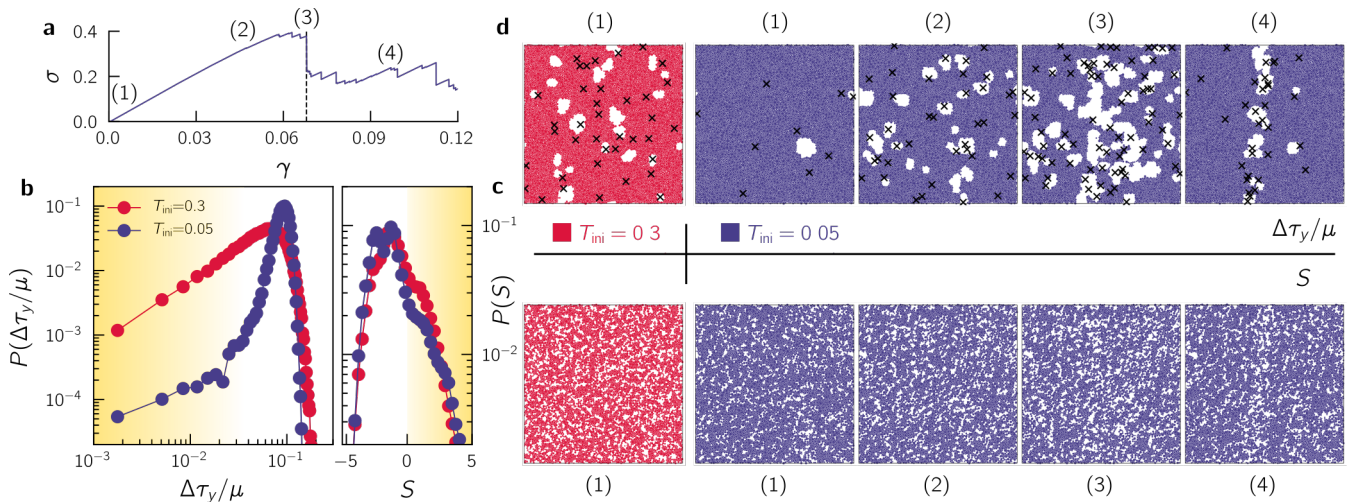 a
σ
0.4
0.2
0.0
(1)
(2)
(3)
(4)
0.00
0.03
0.06
0.09
0.12
γ
b
P(Δτy/μ)
10⁻¹
10⁻²
10⁻³
10⁻⁴
Tini=0.3
Tini=0.05
10⁻³
10⁻²
10⁻¹
Δτy/μ
−5
0
5
S
c
P(S)
10⁻¹
10⁻²
d
(1)
(1)
(2)
(3)
(4)
Tini = 0 3
Tini = 0 05
Δτy/μ
S
(1)
(1)
(2)
(3)
(4)